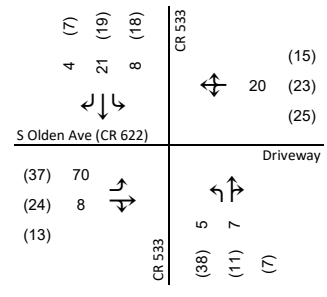 (7) (19) (18)
4 21 8
CR 533
(15)
20 (23)
(25)
S Olden Ave (CR 622)
Driveway
(37) 70
(24) 8
(13)
CR 533
5 7
(38) (11) (7)